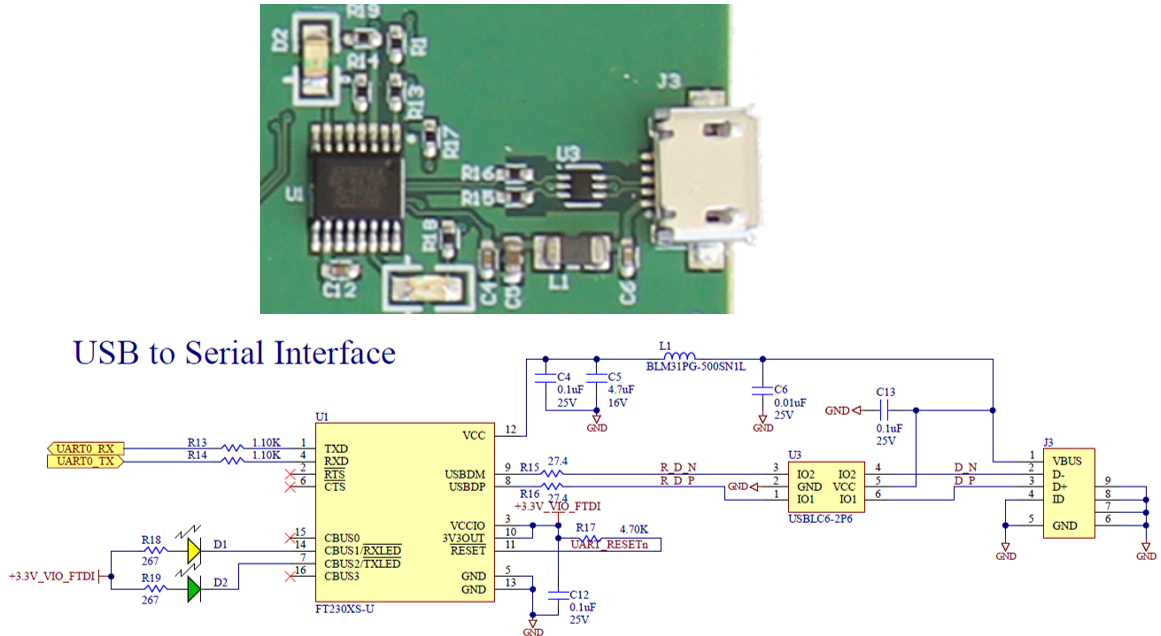 R19
D2
R1
R14
R13
J3
R17
U3
R16
R15
U1
R18
C12
C4
C5
L1
C6
USB to Serial Interface
L1
BLM31PG-500SN1L
C4
0.1uF
25V
C5
4.7uF
16V
GND
C6
0.01uF
25V
GND
C13
0.1uF
25V
GND
U1
VCC 12
UART0_RX R13 1.10K 1 TXD
UART0_TX R14 1.10K 4 RXD
2 RTS
6 CTS
USBDM 9 R15 27.4 R_D_N
USBDP 8 R16 27.4 R_D_P
U3
3 IO2 IO2 4
GND 2 GND VCC 5
1 IO1 IO1 6
USBLC6-2P6
D_N
D_P
J3
1 VBUS
2 D-
3 D+ 9
4 ID 8
7
5 GND 6
GND
GND
+3.3V_VIO_FTDI
VCCIO 3
3V3OUT 10
RESET 11
R17 4.70K
UART_RESETn
15 CBUS0
14 CBUS1/RXLED
7 CBUS2/TXLED
16 CBUS3
GND 5
GND 13
FT230XS-U
R18
267
D1
+3.3V_VIO_FTDI
R19
267
D2
C12
0.1uF
25V
GND